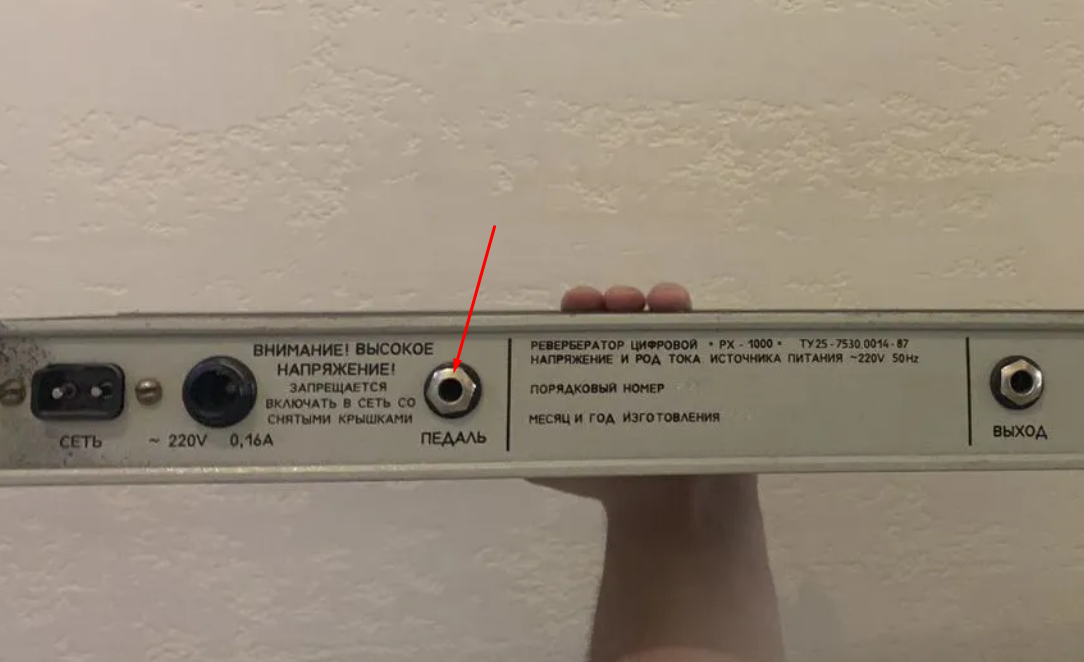 ВНИМАНИЕ! ВЫСОКОЕ
НАПРЯЖЕНИЕ!
ЗАПРЕЩАЕТСЯ
ВКЛЮЧАТЬ В СЕТЬ СО
СНЯТЫМИ КРЫШКАМИ
СЕТЬ
~ 220V 0,16А
ПЕДАЛЬ
РЕВЕРБЕРАТОР ЦИФРОВОЙ "РХ-1000" ТУ25-7530.0014-87
НАПРЯЖЕНИЕ И РОД ТОКА ИСТОЧНИКА ПИТАНИЯ ~220V 50Hz
ПОРЯДКОВЫЙ НОМЕР
МЕСЯЦ И ГОД ИЗГОТОВЛЕНИЯ
ВЫХОД